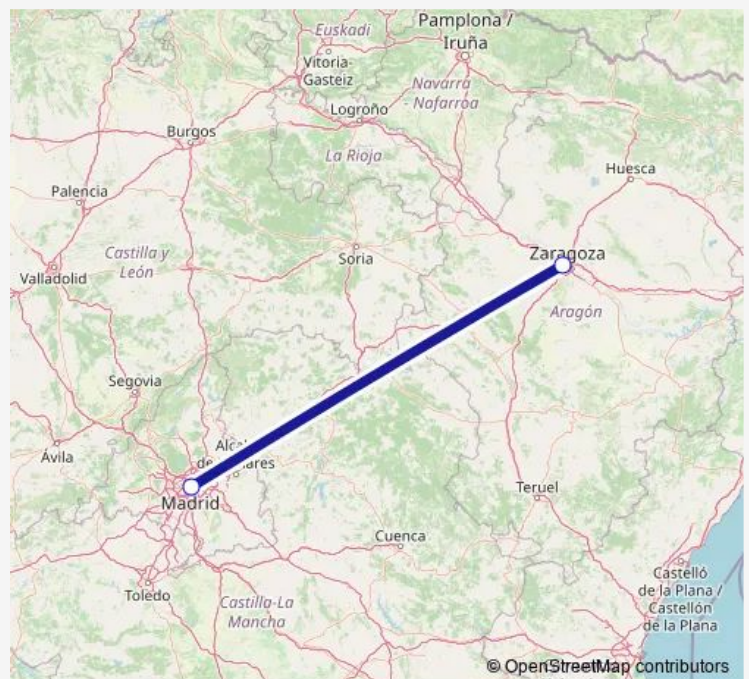 Pamplona /
Iruña
Euskadi
Vitoria-
Gasteiz
Navarra
- Nafarroa
Logroño
Burgos
La Rioja
Huesca
Palencia
Zaragoza
Castilla y
León
Soria
Valladolid
Aragón
Segovia
Ávila
Madrid
Teruel
Cuenca
Toledo
Castilla-La
Mancha
Castelló
de la Plana /
Castellón
de la Plana
© OpenStreetMap contributors